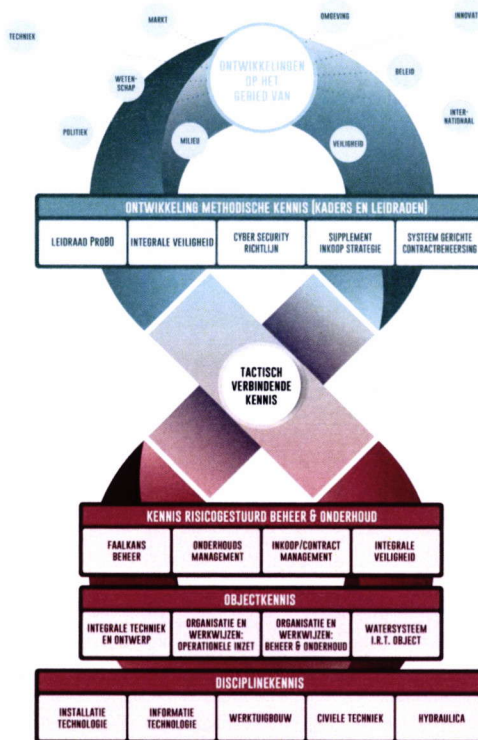 MARKT
OMGEVING
TECHNIEK
ONTWIKKELINGEN
OP HET
GEBIED VAN
WETEN-
SCHAP
BELEID
POLITIEK
MILIEU
VEILIGHEID
INTER-
NATIONAAL
ONTWIKKELING METHODISCHE KENNIS (KADERS EN LEIDRADEN)
LEIDRAAD PROBO
INTEGRALE VEILIGHEID
CYBER SECURITY
RICHTLIJN
SUPPLEMENT
INKOOP STRATEGIE
SYSTEEM GERICHTE
CONTRACTBEHEERSING
TACTISCH
VERBINDENDE
KENNIS
KENNIS RISICOGESTUURD BEHEER & ONDERHOUD
FAALKANS
BEHEER
ONDERHOUDS
MANAGEMENT
INKOOP/CONTRACT
MANAGEMENT
INTEGRALE
VEILIGHEID
OBJECTKENNIS
INTEGRALE TECHNIEK
EN ONTWERP
ORGANISATIE EN
WERKWIJZEN:
OPERATIONELE INZET
ORGANISATIE EN
WERKWIJZEN:
BEHEER & ONDERHOUD
WATERSYSTEEM
I.R.T. OBJECT
DISCIPLINEKENNIS
INSTALLATIE
TECHNOLOGIE
INFORMATIE
TECHNOLOGIE
WERKTUIGBOUW
CIVIELE TECHNIEK
HYDRAULICA